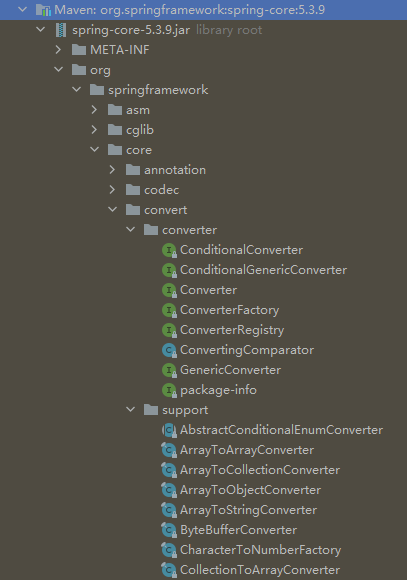 Maven: org.springframework:spring-core:5.3.9
spring-core-5.3.9.jar library root
META-INF
org
springframework
asm
cglib
core
annotation
codec
convert
converter
ConditionalConverter
ConditionalGenericConverter
Converter
ConverterFactory
ConverterRegistry
ConvertingComparator
GenericConverter
package-info
support
AbstractConditionalEnumConverter
ArrayToArrayConverter
ArrayToCollectionConverter
ArrayToObjectConverter
ArrayToStringConverter
ByteBufferConverter
CharacterToNumberFactory
CollectionToArrayConverter